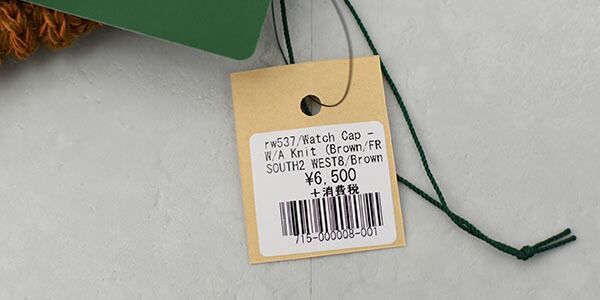 rw537/Watch Cap -
W/A Knit (Brown/FR
SOUTH2 WEST8/Brown
¥6,500
+消費税
715-000008-001